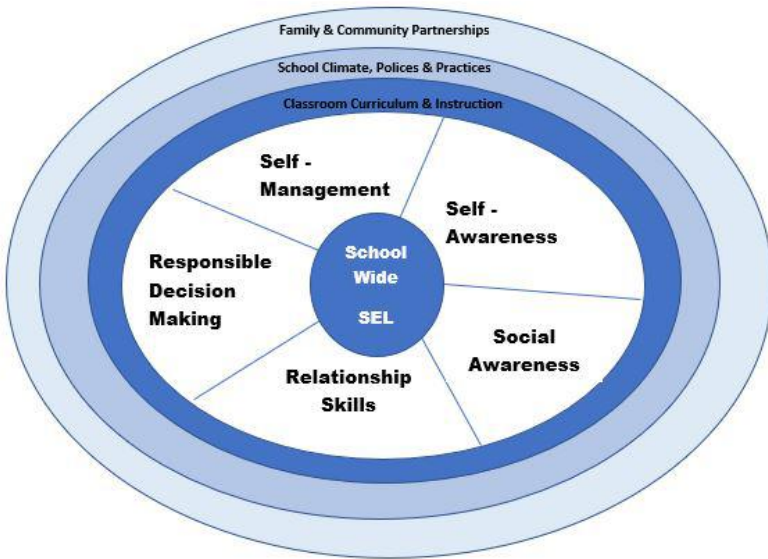 Family & Community Partnerships
School Climate, Polices & Practices
Classroom Curriculum & Instruction
Self -
Management
Self -
Awareness
School
Wide
SEL
Responsible
Decision
Making
Social
Awareness
Relationship
Skills